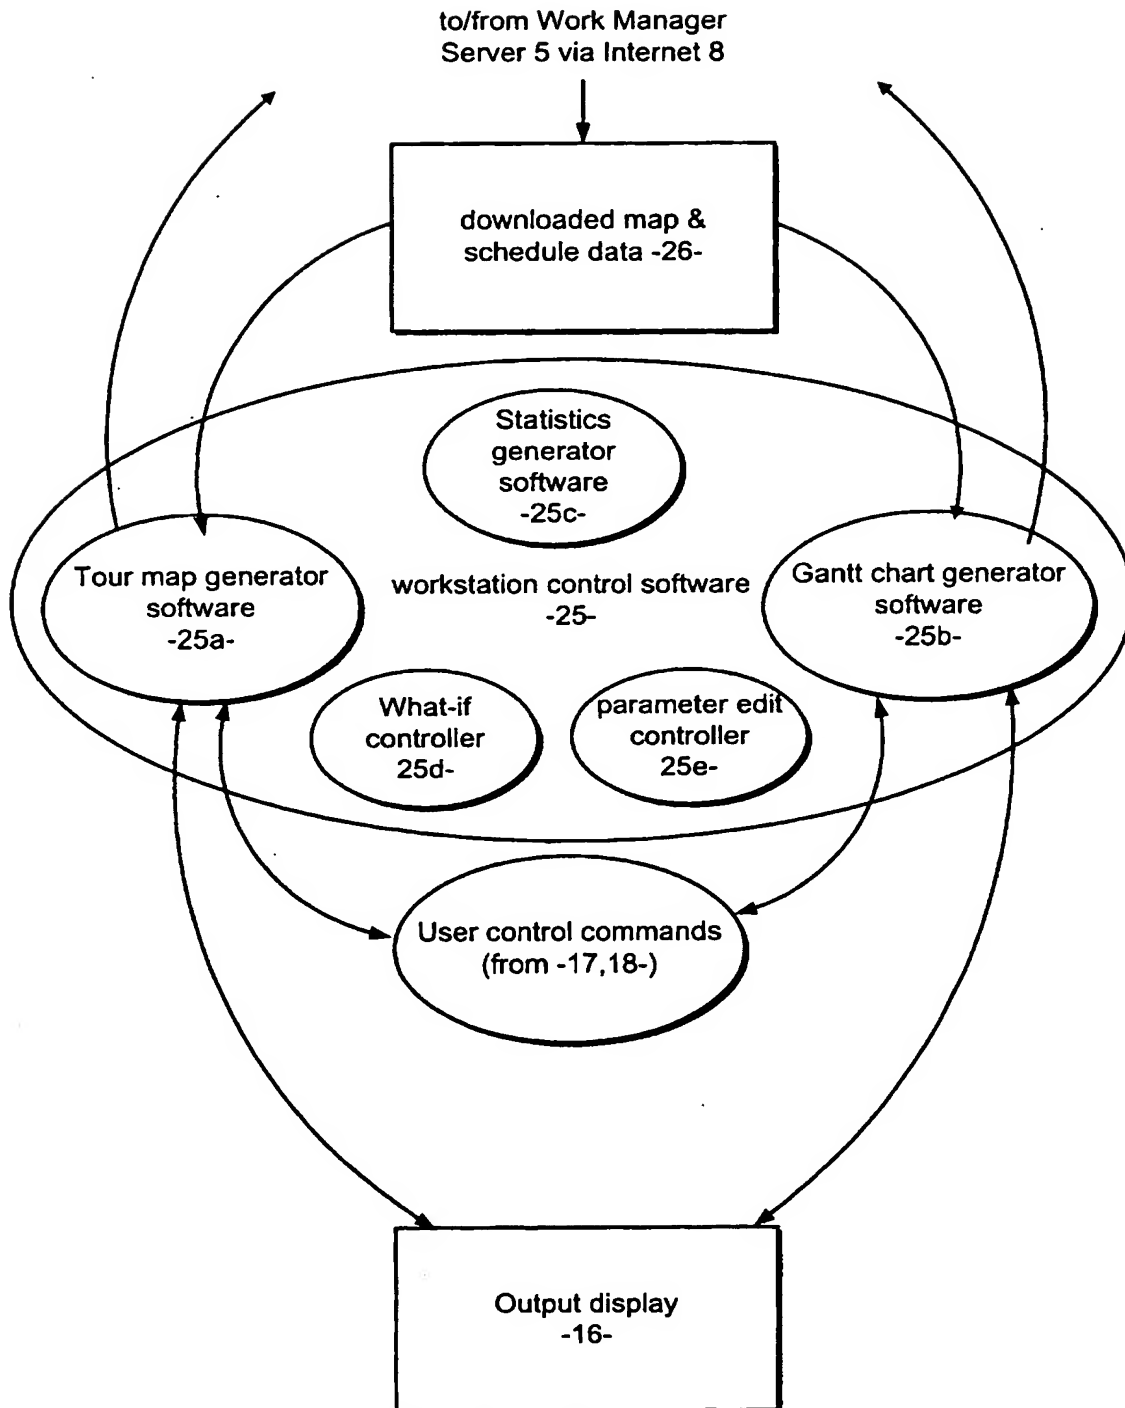 to/from Work Manager
Server 5 via Internet 8
downloaded map &
schedule data -26-
Statistics
generator
software
-25c-
Tour map generator
software
-25a-
workstation control software
-25-
Gantt chart generator
software
-25b-
What-if
controller
25d-
parameter edit
controller
25e-
User control commands
(from -17,18-)
Output display
-16-